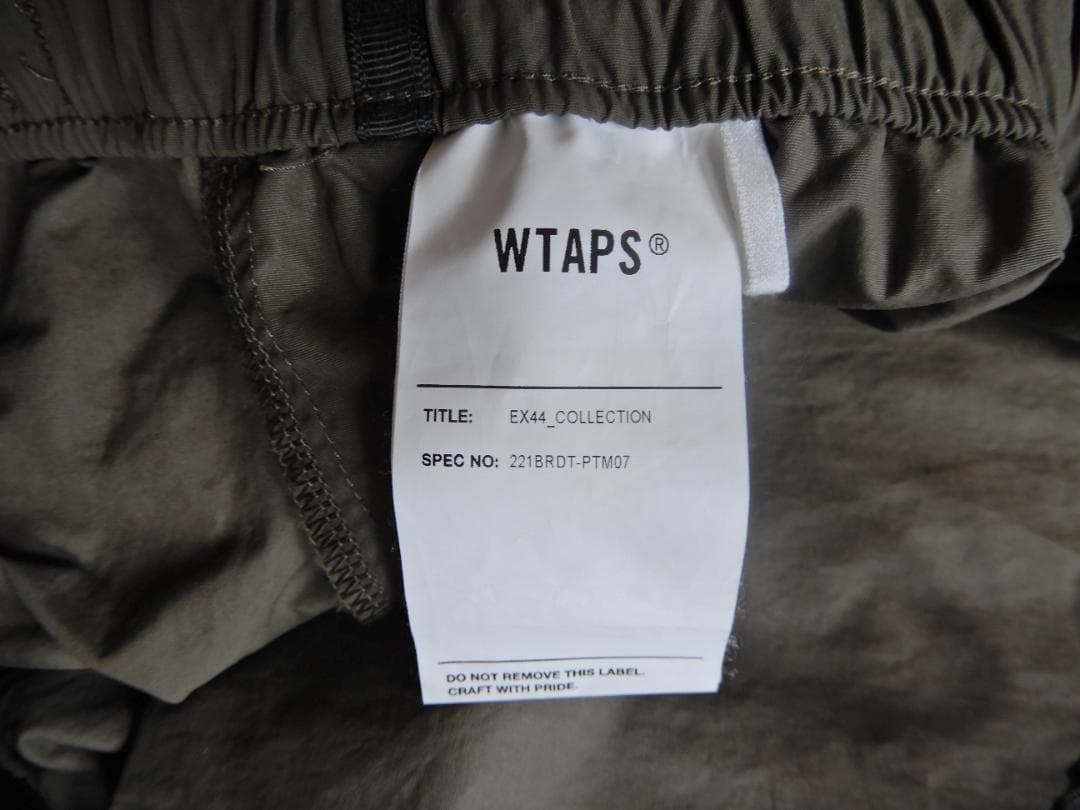 WTAPS®
TITLE: EX44_COLLECTION
SPEC NO: 221BRDT-PTM07
DO NOT REMOVE THIS LABEL.
CRAFT WITH PRIDE.